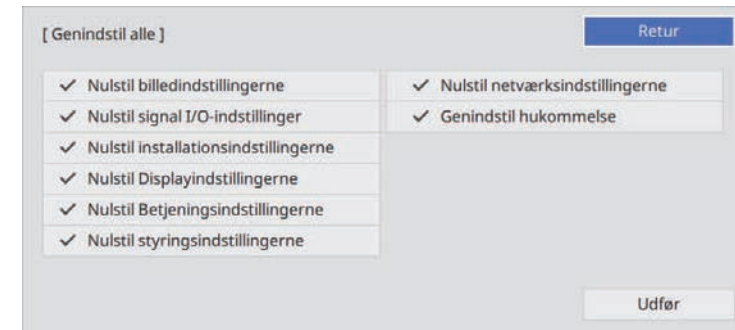 [ Genindstil alle ]
Retur
✓ Nulstil billedindstillingerne
✓ Nulstil signal I/O-indstillinger
✓ Nulstil installationsindstillingerne
✓ Nulstil Displayindstillingerne
✓ Nulstil Betjeningsindstillingerne
✓ Nulstil styringsindstillingerne
✓ Nulstil netværksindstillingerne
✓ Genindstil hukommelse
Udfør